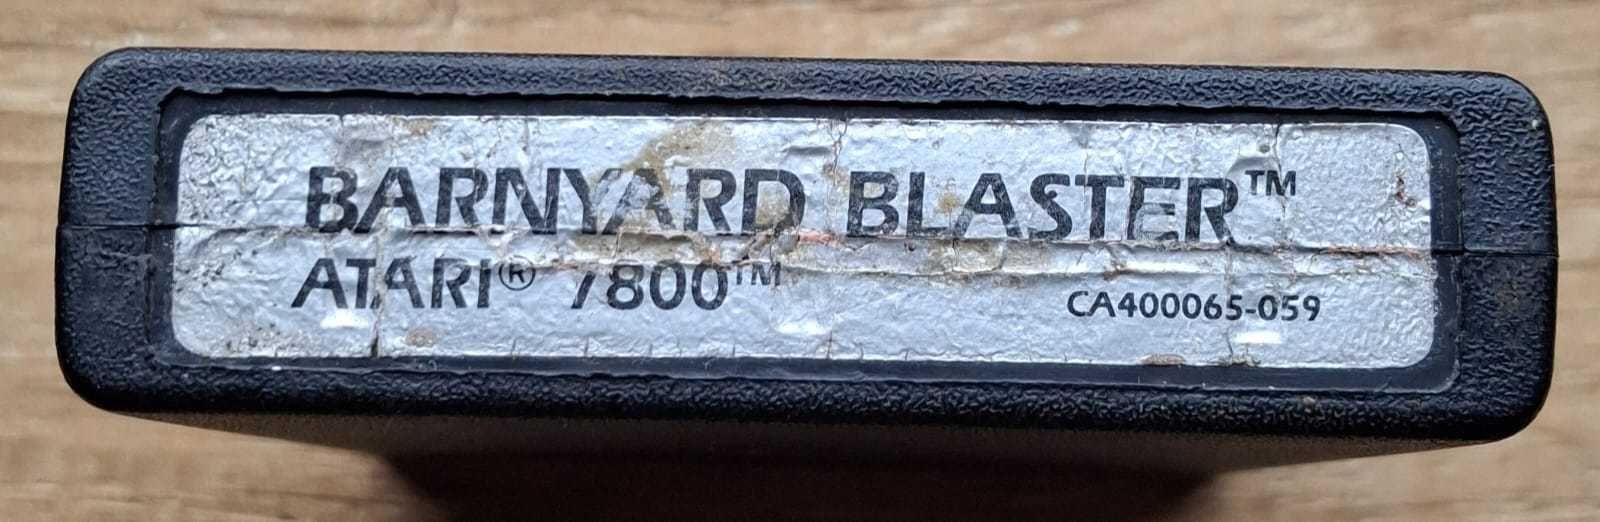 BARNYARD BLASTER™
ATARI® 7800™
CA400065-059